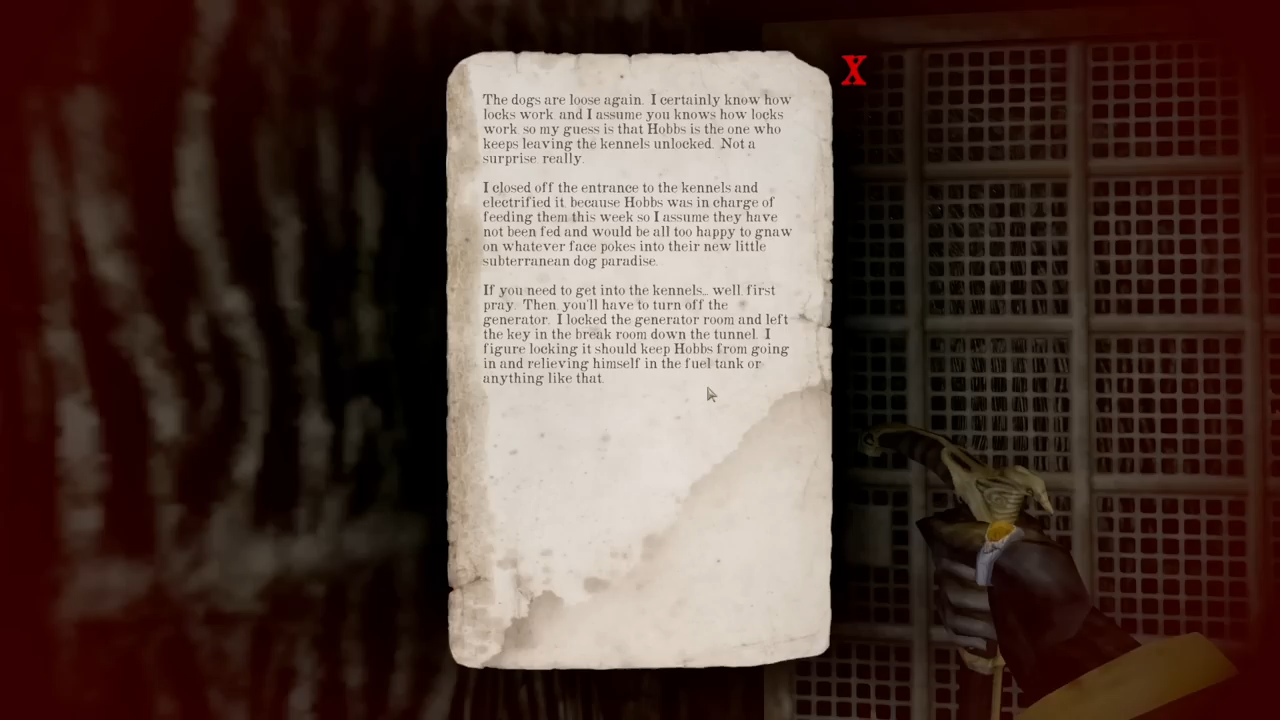 The dogs are loose again. I certainly know how
locks work, and I assume you knows how locks
work, so my guess is that Hobbs is the one who
keeps leaving the kennels unlocked. Not a
surprise, really.
I closed off the entrance to the kennels and
electrified it, because Hobbs was in charge of
feeding them this week so I assume they have
not been fed and would be all too happy to gnaw
on whatever face pokes into their new little
subterranean dog paradise.
If you need to get into the kennels... well, first
pray. Then, you'll have to turn off the
generator. I locked the generator room and left
the key in the break room down the tunnel. I
figure locking it should keep Hobbs from going
in and relieving himself in the fuel tank or
anything like that.
X